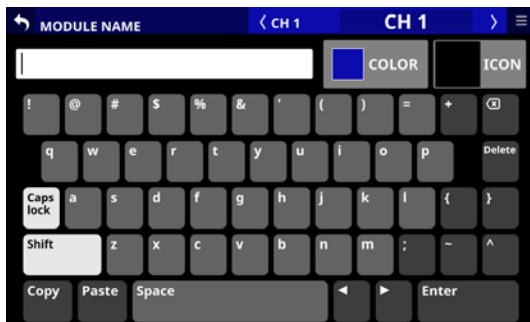 MODULE NAME CH 1 CH 1
COLOR ICON
! @ # $ % & ' ( ) = +
q w e r t y u i o p Delete
Caps lock a s d f g h j k l { }
Shift z x c v b n m ; ~ ^
Copy Paste Space Enter